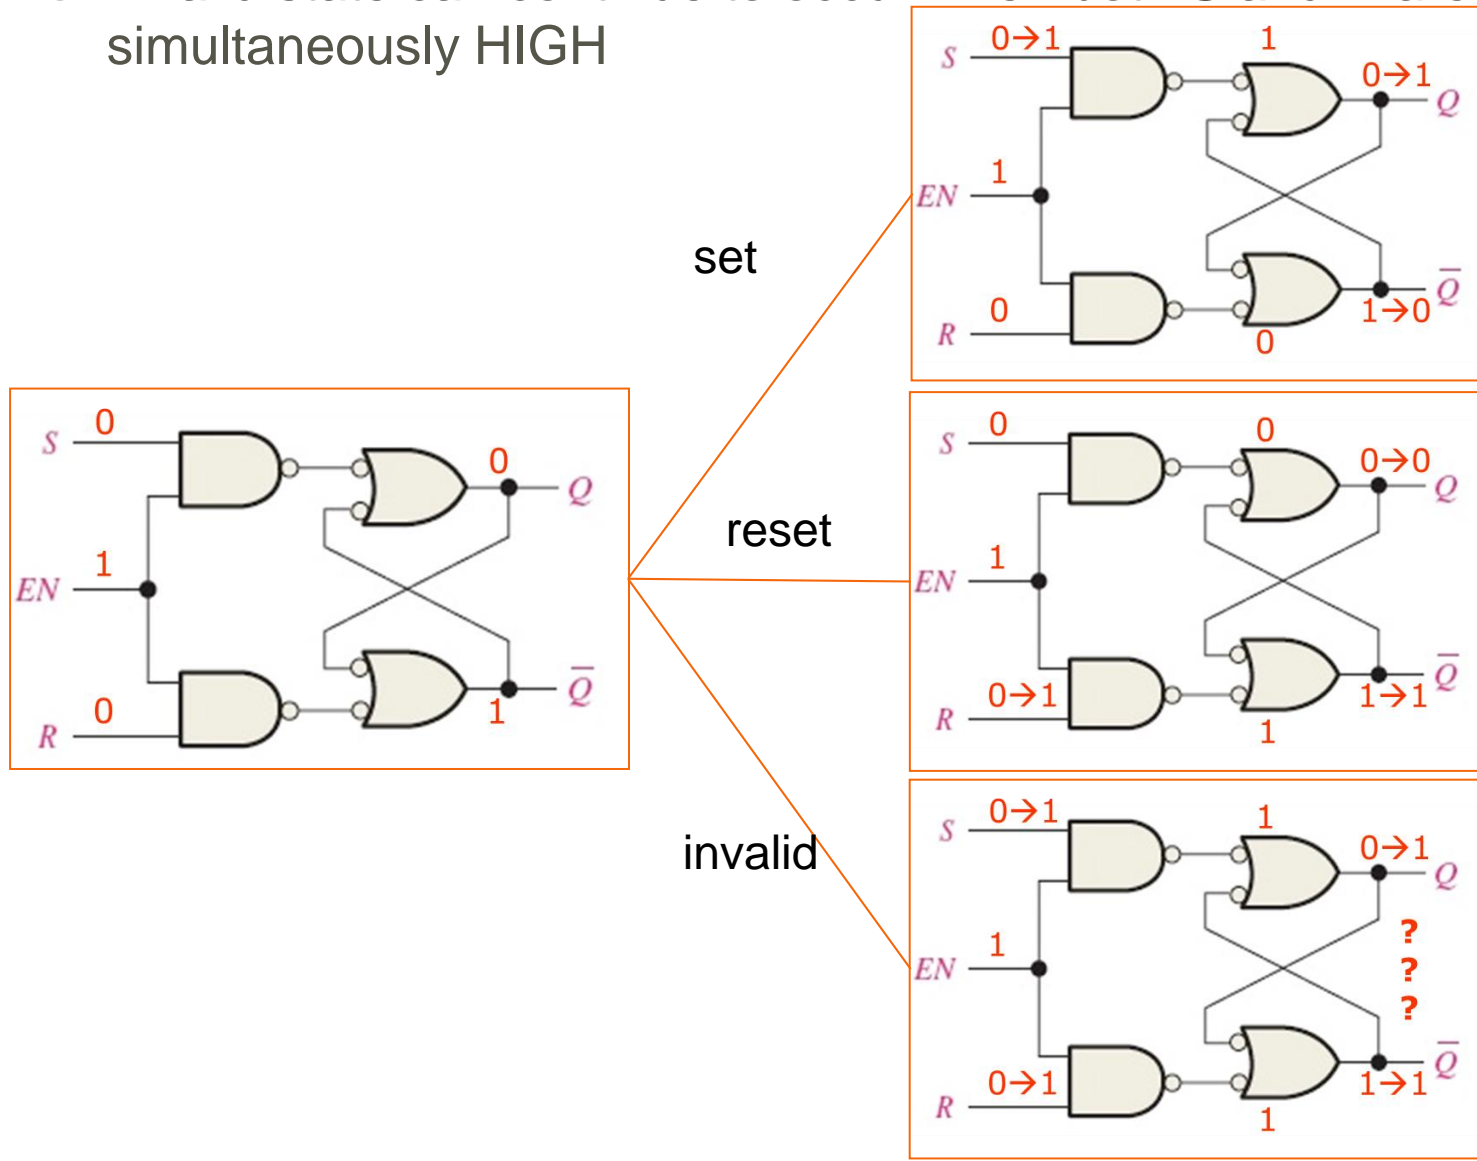 simultaneously HIGH
S 0→1 1 0→1 Q
EN 1
R 0 0 1→0 Q̅
set
S 0 0 Q
EN 1
R 0 1 Q̅
reset
S 0 0 0→0 Q
EN 1
R 0→1 1 1→1 Q̅
invalid
S 0→1 1 0→1 Q
?
EN 1 ?
?
R 0→1 1 1→1 Q̅